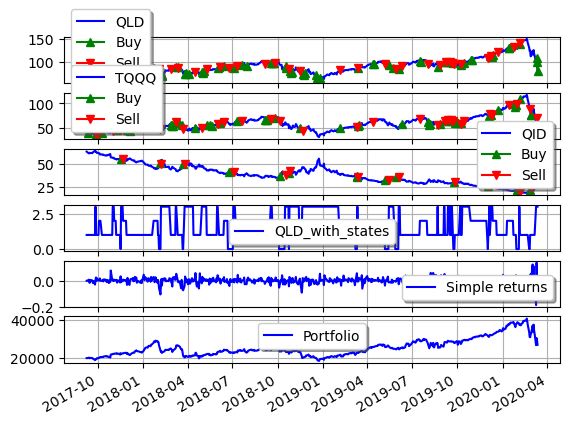 QLD
Buy
Sell
150
100
TQQQ
Buy
Sell
100
50
QID
Buy
Sell
50
25
QLD_with_states
2.5
0.0
Simple returns
0.0
−0.2
Portfolio
40000
20000
2017-10 2018-01 2018-04 2018-07 2018-10 2019-01 2019-04 2019-07 2019-10 2020-01 2020-04